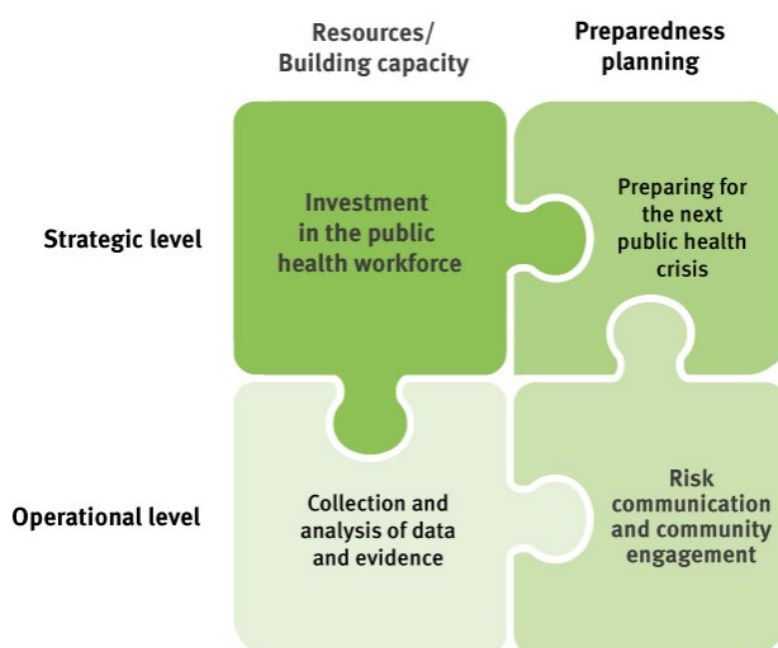 Resources/
Building capacity
Preparedness
planning
Strategic level
Investment
in the public
health workforce
Preparing for
the next
public health
crisis
Operational level
Collection and
analysis of data
and evidence
Risk
communication
and community
engagement